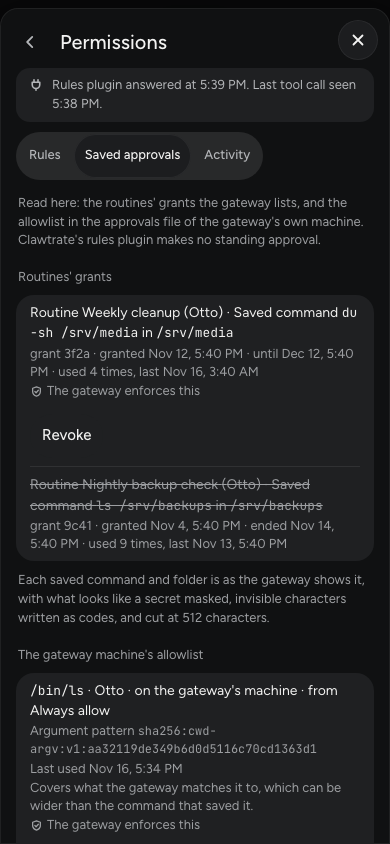 Permissions
Rules plugin answered at 5:39 PM. Last tool call seen
5:38 PM.
Rules
Saved approvals
Activity
Read here: the routines' grants the gateway lists, and the
allowlist in the approvals file of the gateway's own machine.
Clawtrate's rules plugin makes no standing approval.
Routines' grants
Routine Weekly cleanup (Otto) · Saved command du
-sh /srv/media in /srv/media
grant 3f2a · granted Nov 12, 5:40 PM · until Dec 12, 5:40
PM · used 4 times, last Nov 16, 3:40 AM
The gateway enforces this
Revoke
Routine Nightly backup check (Otto) · Saved
command ls /srv/backups in /srv/backups
grant 9c41 · granted Nov 4, 5:40 PM · ended Nov 14,
5:40 PM · used 9 times, last Nov 13, 5:40 PM
Each saved command and folder is as the gateway shows it,
with what looks like a secret masked, invisible characters
written as codes, and cut at 512 characters.
The gateway machine's allowlist
/bin/ls · Otto · on the gateway's machine · from
Always allow
Argument pattern sha256:cwd-
argv:v1:aa32119de349b6d0d5116c70cd1363d1
Last used Nov 16, 5:34 PM
Covers what the gateway matches it to, which can be
wider than the command that saved it.
The gateway enforces this